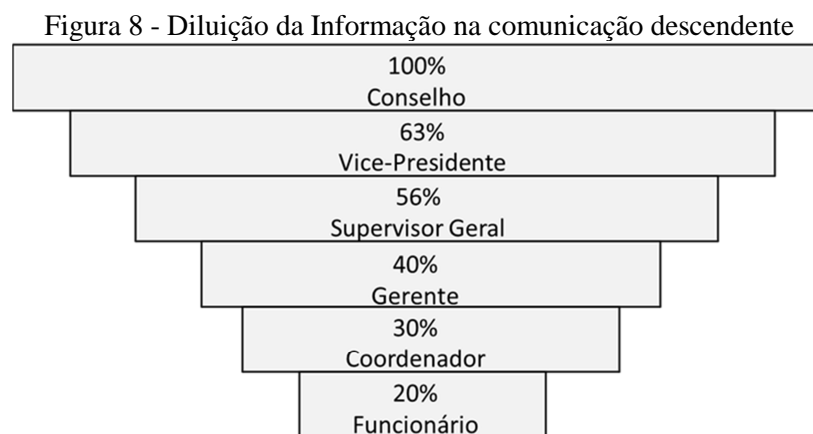 Figura 8 - Diluição da Informação na comunicação descendente
100%
Conselho
63%
Vice-Presidente
56%
Supervisor Geral
40%
Gerente
30%
Coordenador
20%
Funcionário